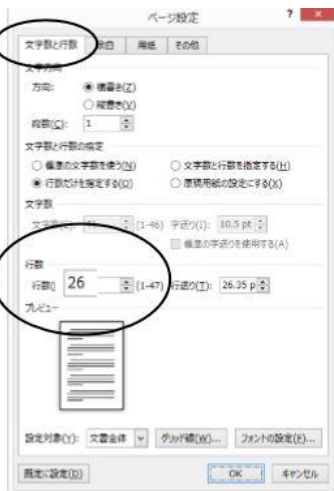 ページ設定 ? ×
文字数と行数 余白 用紙 その他
文字方向
方向: 横書き(Z)
縦書き(V)
段数(C): 1
文字数と行数の指定
標準の文字数を使う(N) 文字数と行数を指定する(H)
行数だけを指定する(O) 原稿用紙の設定にする(X)
文字数
文字数(E): (1-46) 字送り(I): 10.5 pt
標準の字送りを使用する(A)
行数
行数( 26 (1-47) 行送り(T): 26.35 p
プレビュー
設定対象(Y): 文書全体 グリッド線(W)... フォントの設定(F)...
既定に設定(D) OK キャンセル